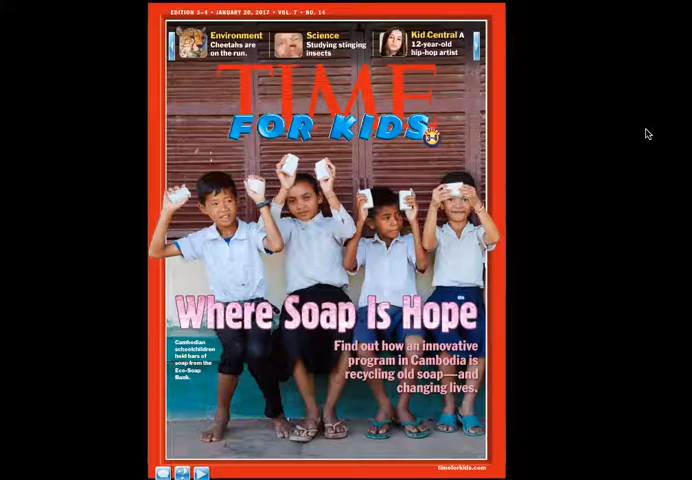 EDITION 3–4 • JANUARY 20, 2017 • VOL. 7 • NO. 14
Environment
Cheetahs are
on the run.
Science
Studying stinging
insects
Kid Central A
12-year-old
hip-hop artist
TIME
FOR KIDS
3-4
Where Soap Is Hope
Cambodian
schoolchildren
hold bars of
soap from the
Eco-Soap
Bank.
Find out how an innovative
program in Cambodia is
recycling old soap—and
changing lives.
timeforkids.com